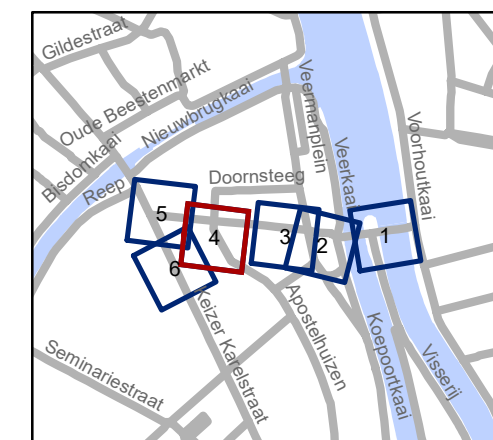 Gildestraat
Oude Beestenmarkt
Nieuwbrugkaai
Bisdomkaai
Reep
Doornsteeg
Veermanplein
Veerkaai
Voorhoutkaai
5
4
3
2
1
6
Keizer Karelstraat
Apostelhuizen
Koepoortkaai
Visserij
Seminariestraat